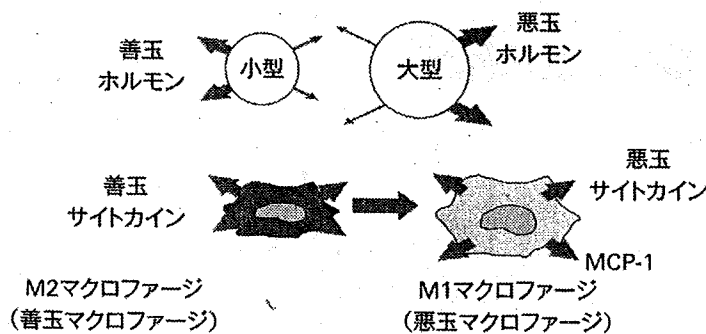 善玉
ホルモン
小型
大型
悪玉
ホルモン
善玉
サイトカイン
悪玉
サイトカイン
MCP-1
M2マクロファージ
(善玉マクロファージ)
M1マクロファージ
(悪玉マクロファージ)